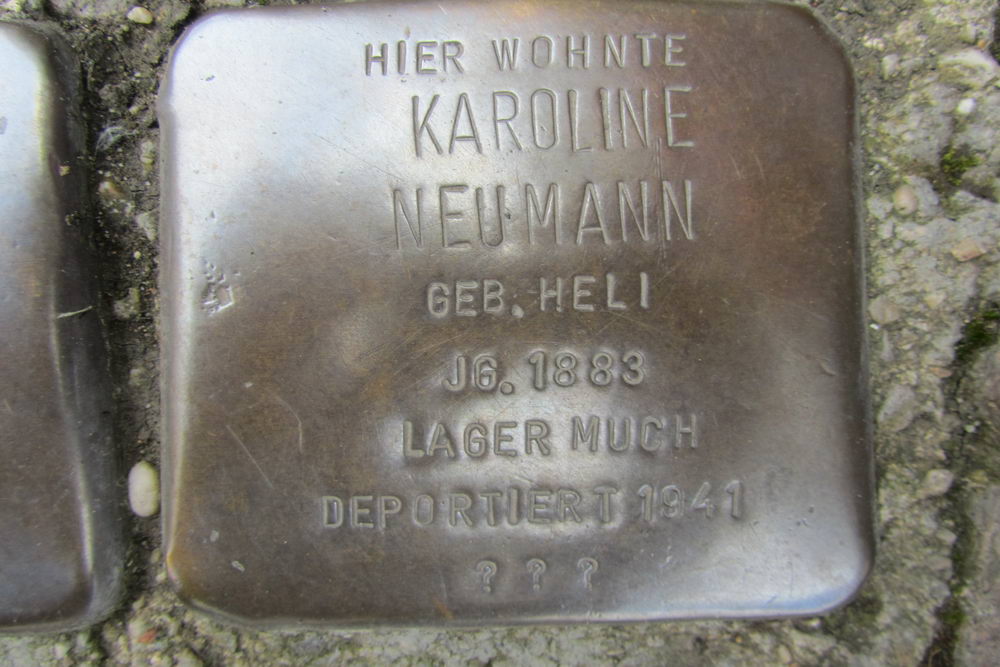 HIER WOHNTE
KAROLINE
NEUMANN
GEB. HELI
JG. 1883
LAGER MUCH
DEPORTIERT 1941
? ? ?